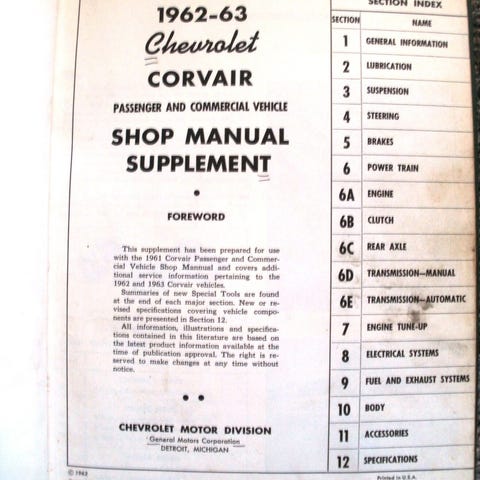 1962-63
Chevrolet
CORVAIR
PASSENGER AND COMMERCIAL VEHICLE
SHOP MANUAL
SUPPLEMENT
•
FOREWORD
This supplement has been prepared for use
with the 1961 Corvair Passenger and Commer-
cial Vehicle Shop Manual and covers addi-
tional service information pertaining to the
1962 and 1963 Corvair vehicles.
Summaries of new Special Tools are found
at the end of each major section. New or re-
vised specifications covering vehicle compo-
nents are presented in Section 12.
All information, illustrations and specifica-
tions contained in this literature are based on
the latest product information available at the
time of publication approval. The right is re-
served to make changes at any time without
notice.
• •
CHEVROLET MOTOR DIVISION
General Motors Corporation
DETROIT, MICHIGAN
© 1962
SECTION INDEX
SECTION NAME
1 GENERAL INFORMATION
2 LUBRICATION
3 SUSPENSION
4 STEERING
5 BRAKES
6 POWER TRAIN
6A ENGINE
6B CLUTCH
6C REAR AXLE
6D TRANSMISSION—MANUAL
6E TRANSMISSION—AUTOMATIC
7 ENGINE TUNE-UP
8 ELECTRICAL SYSTEMS
9 FUEL AND EXHAUST SYSTEMS
10 BODY
11 ACCESSORIES
12 SPECIFICATIONS
Printed in U.S.A.